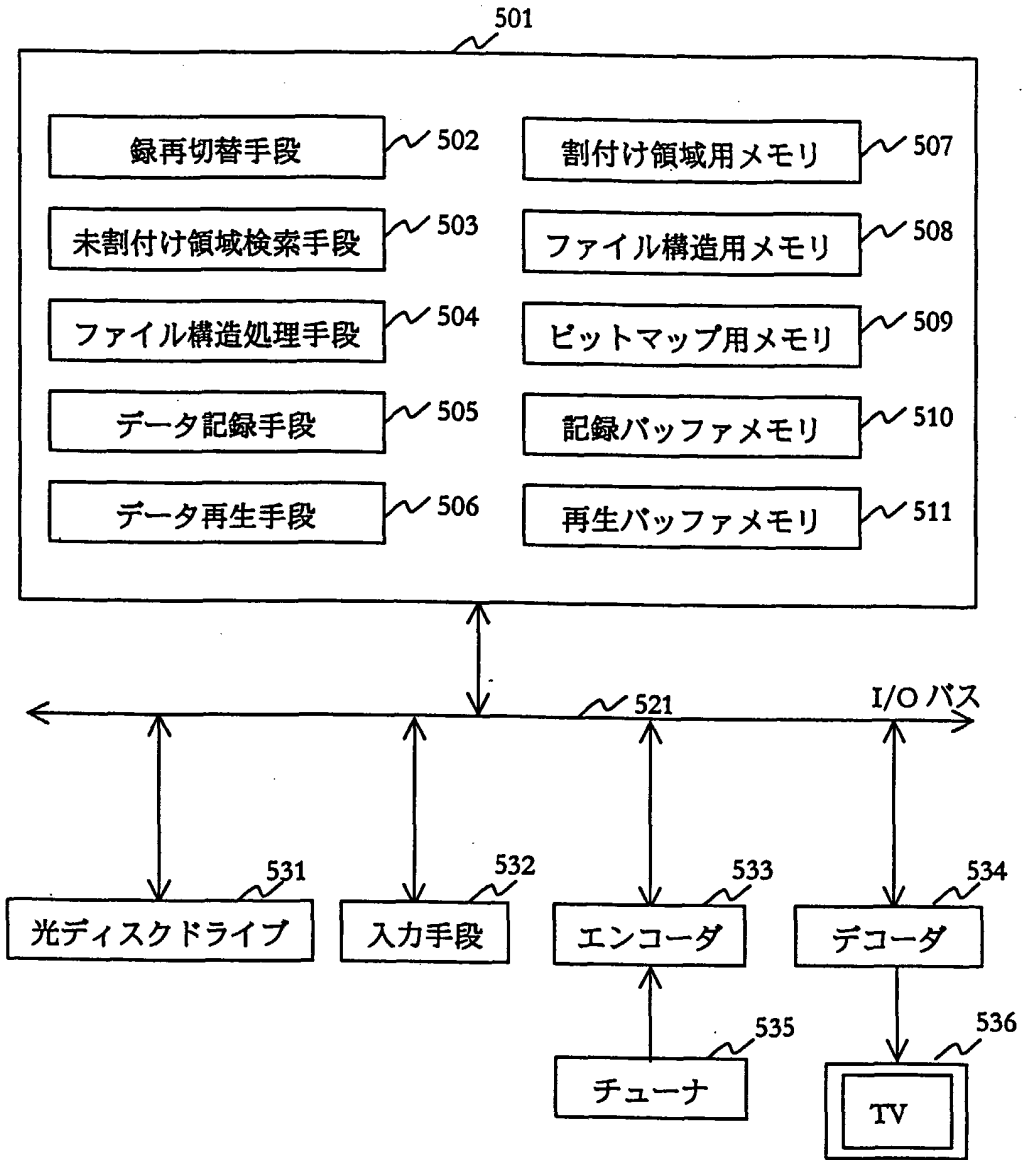 501
録再切替手段
502
未割付け領域検索手段
503
ファイル構造処理手段
504
データ記録手段
505
データ再生手段
506
割付け領域用メモリ
507
ファイル構造用メモリ
508
ビットマップ用メモリ
509
記録バッファメモリ
510
再生バッファメモリ
511
521
I/O バス
531
光ディスクドライブ
532
入力手段
533
エンコーダ
534
デコーダ
535
チューナ
536
TV